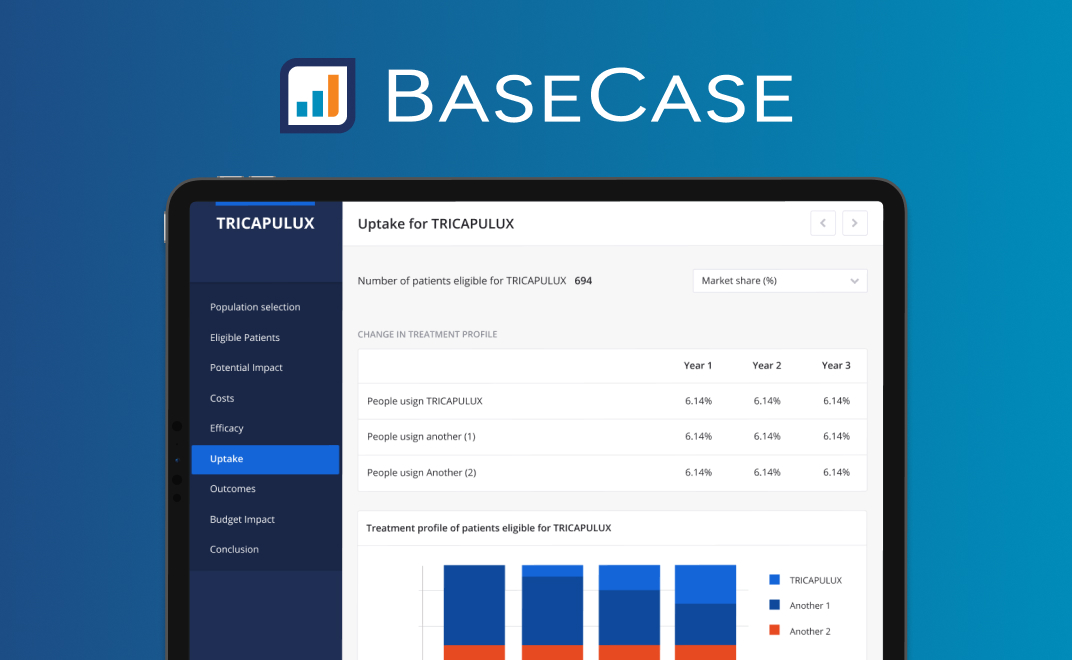 BASECASE
TRICAPULUX
Population selection
Eligible Patients
Potential Impact
Costs
Efficacy
Uptake
Outcomes
Budget Impact
Conclusion
Uptake for TRICAPULUX
Number of patients eligible for TRICAPULUX 694
Market share (%)
CHANGE IN TREATMENT PROFILE
Year 1 Year 2 Year 3
People usign TRICAPULUX 6.14% 6.14% 6.14%
People usign another (1) 6.14% 6.14% 6.14%
People usign Another (2) 6.14% 6.14% 6.14%
Treatment profile of patients eligible for TRICAPULUX
TRICAPULUX
Another 1
Another 2